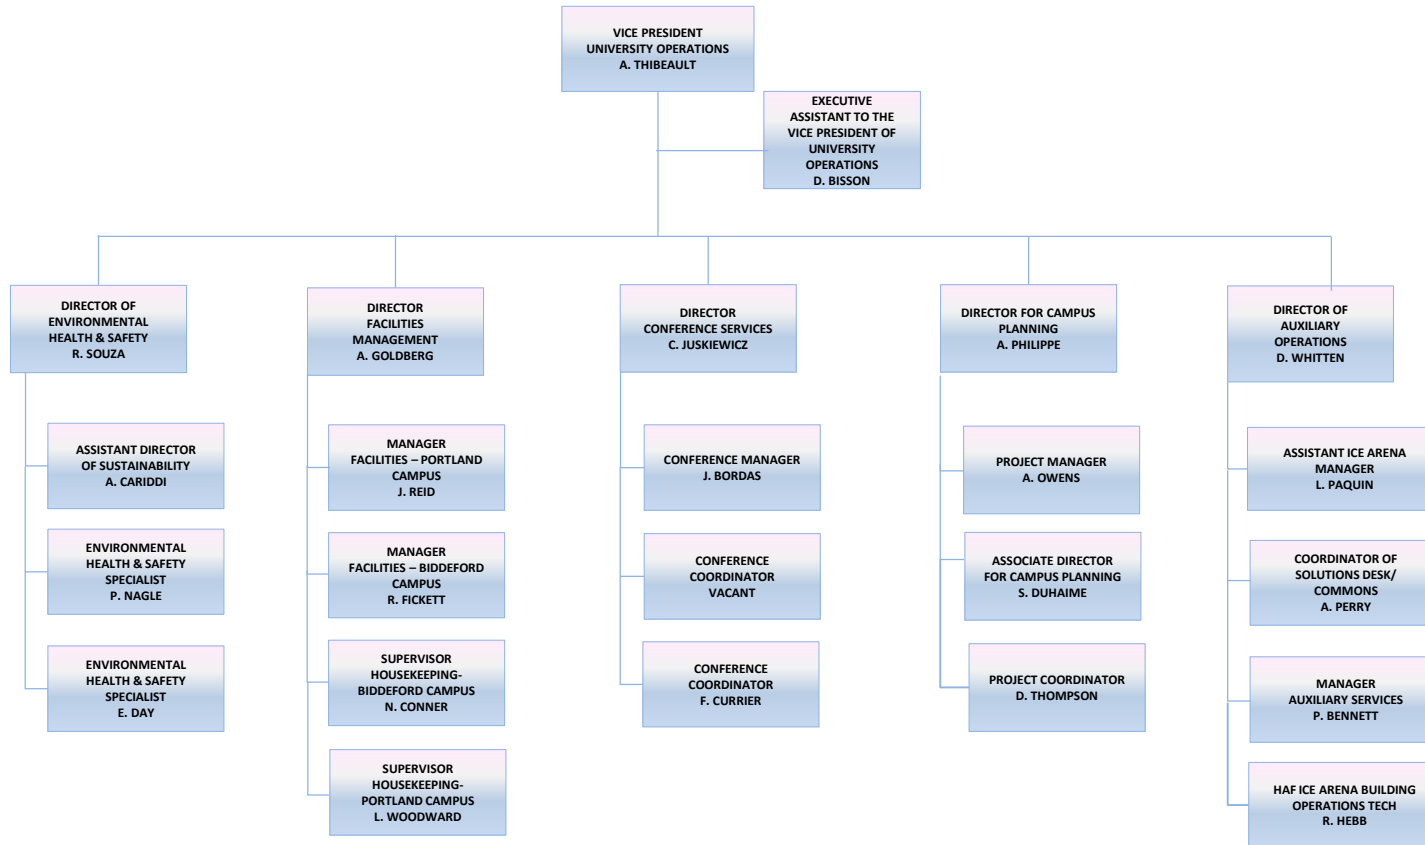 VICE PRESIDENT
UNIVERSITY OPERATIONS
A. THIBEAULT
EXECUTIVE
ASSISTANT TO THE
VICE PRESIDENT OF
UNIVERSITY
OPERATIONS
D. BISSON
DIRECTOR OF
ENVIRONMENTAL
HEALTH & SAFETY
R. SOUZA
DIRECTOR
FACILITIES
MANAGEMENT
A. GOLDBERG
DIRECTOR
CONFERENCE SERVICES
C. JUSKIEWICZ
DIRECTOR FOR CAMPUS
PLANNING
A. PHILIPPE
DIRECTOR OF
AUXILIARY
OPERATIONS
D. WHITTEN
ASSISTANT DIRECTOR
OF SUSTAINABILITY
A. CARIDDI
ENVIRONMENTAL
HEALTH & SAFETY
SPECIALIST
P. NAGLE
ENVIRONMENTAL
HEALTH & SAFETY
SPECIALIST
E. DAY
MANAGER
FACILITIES – PORTLAND
CAMPUS
J. REID
MANAGER
FACILITIES – BIDDEFORD
CAMPUS
R. FICKETT
SUPERVISOR
HOUSEKEEPING-
BIDDEFORD CAMPUS
N. CONNER
SUPERVISOR
HOUSEKEEPING-
PORTLAND CAMPUS
L. WOODWARD
CONFERENCE MANAGER
J. BORDAS
CONFERENCE
COORDINATOR
VACANT
CONFERENCE
COORDINATOR
F. CURRIER
PROJECT MANAGER
A. OWENS
ASSOCIATE DIRECTOR
FOR CAMPUS PLANNING
S. DUHAIME
PROJECT COORDINATOR
D. THOMPSON
ASSISTANT ICE ARENA
MANAGER
L. PAQUIN
COORDINATOR OF
SOLUTIONS DESK/
COMMONS
A. PERRY
MANAGER
AUXILIARY SERVICES
P. BENNETT
HAF ICE ARENA BUILDING
OPERATIONS TECH
R. HEBB